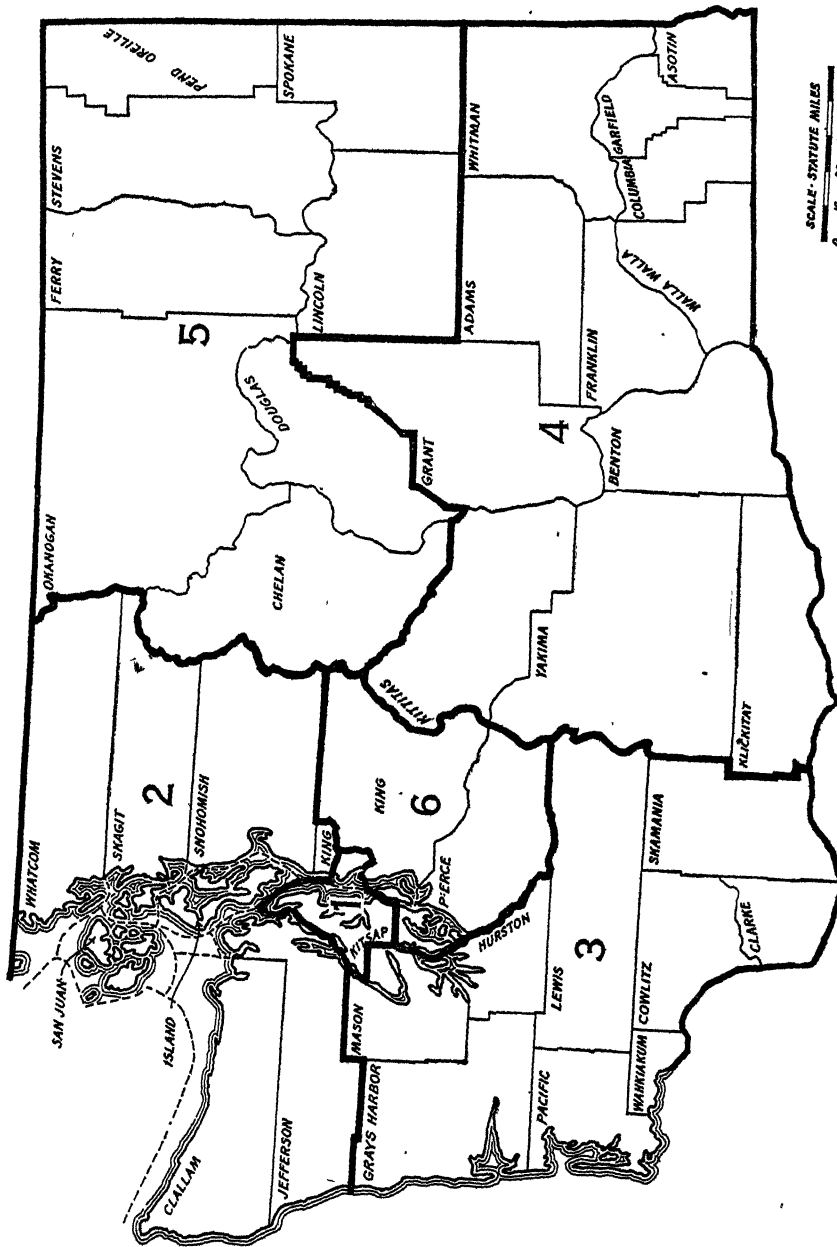 WHATCOM
OKANOGAN
FERRY
STEVENS
PEND OREILLE
SAN JUAN
SKAGIT
2
ISLAND
SNOHOMISH
CHELAN
DOUGLAS
5
LINCOLN
SPOKANE
CLALLAM
JEFFERSON
KING
1
KITSAP
KING
6
KITTITAS
GRANT
ADAMS
WHITMAN
MASON
GRAYS HARBOR
P'ERCE
HURSTON
YAKIMA
4
FRANKLIN
BENTON
WALLA WALLA
COLUMBIA
GARFIELD
ASOTIN
PACIFIC
LEWIS
3
WAHKIAKUM
COWLITZ
SKAMANIA
CLARKE
KLICKITAT
SCALE-STATUTE MILES